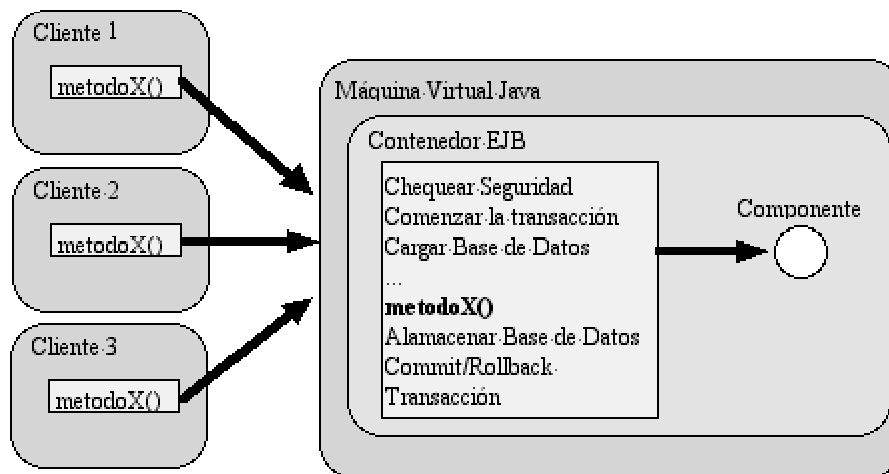 Cliente 1
metodoX()
Cliente 2
metodoX()
Cliente 3
metodoX()
Máquina Virtual Java
Contenedor EJB
Chequear Seguridad
Comenzar la transacción
Cargar Base de Datos
...
metodoX()
Alamacenar Base de Datos
Commit/Rollback
Transacción
Componente